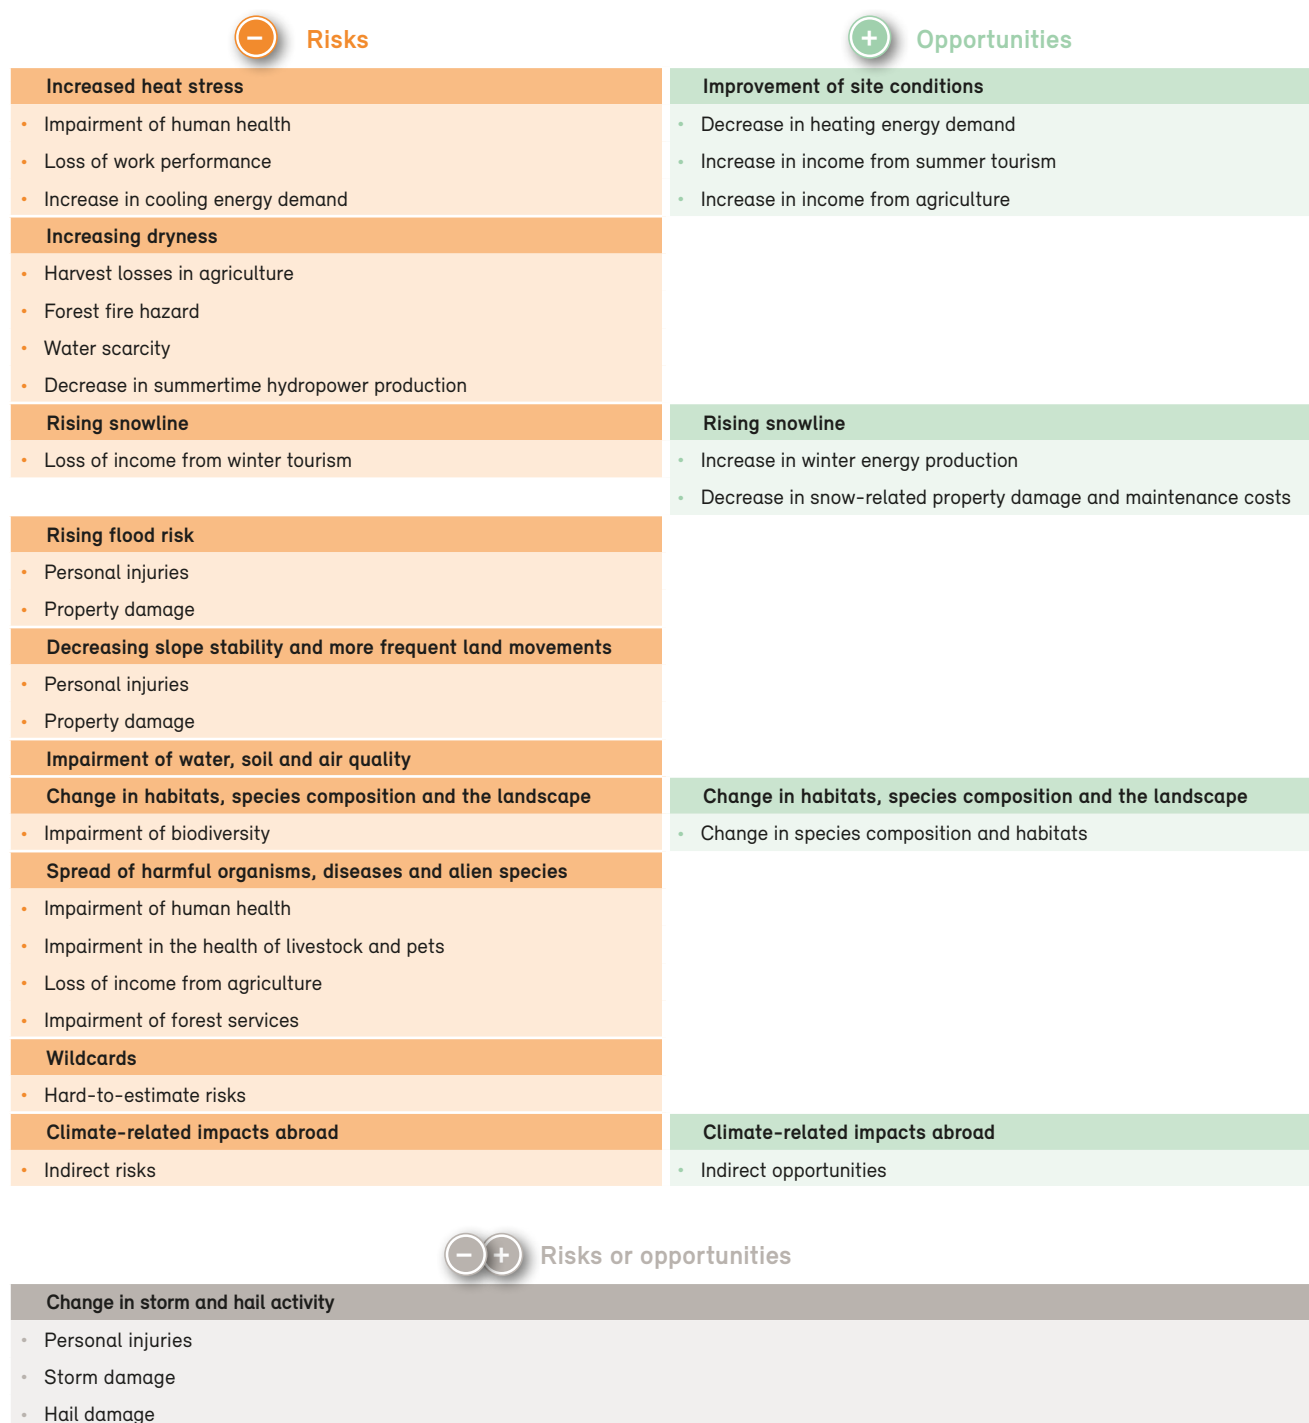 Risks
Increased heat stress
• Impairment of human health
• Loss of work performance
• Increase in cooling energy demand
Increasing dryness
• Harvest losses in agriculture
• Forest fire hazard
• Water scarcity
• Decrease in summertime hydropower production
Rising snowline
• Loss of income from winter tourism
Rising flood risk
• Personal injuries
• Property damage
Decreasing slope stability and more frequent land movements
• Personal injuries
• Property damage
Impairment of water, soil and air quality
Change in habitats, species composition and the landscape
• Impairment of biodiversity
Spread of harmful organisms, diseases and alien species
• Impairment of human health
• Impairment in the health of livestock and pets
• Loss of income from agriculture
• Impairment of forest services
Wildcards
• Hard-to-estimate risks
Climate-related impacts abroad
• Indirect risks
Opportunities
Improvement of site conditions
• Decrease in heating energy demand
• Increase in income from summer tourism
• Increase in income from agriculture
Rising snowline
• Increase in winter energy production
• Decrease in snow-related property damage and maintenance costs
Change in habitats, species composition and the landscape
• Change in species composition and habitats
Climate-related impacts abroad
• Indirect opportunities
Risks or opportunities
Change in storm and hail activity
• Personal injuries
• Storm damage
• Hail damage